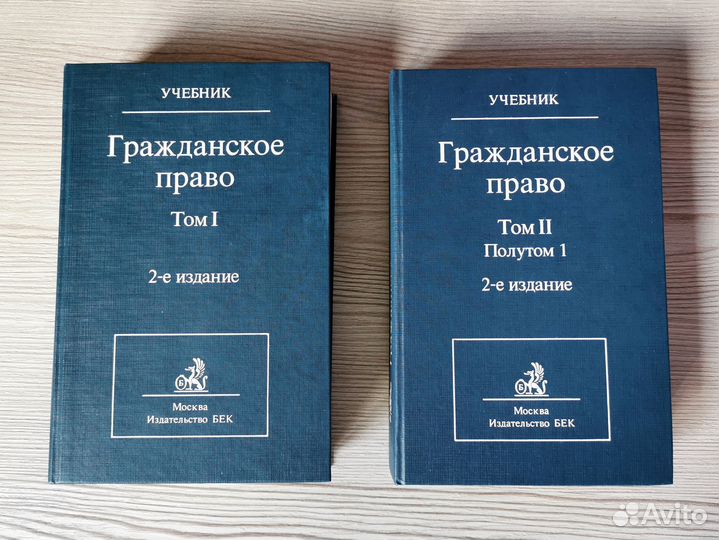 УЧЕБНИК
Гражданское
право
Том I
2-е издание
Б
Москва
Издательство БЕК
УЧЕБНИК
Гражданское
право
Том II
Полутом 1
2-е издание
Б
Москва
Издательство БЕК
Avito